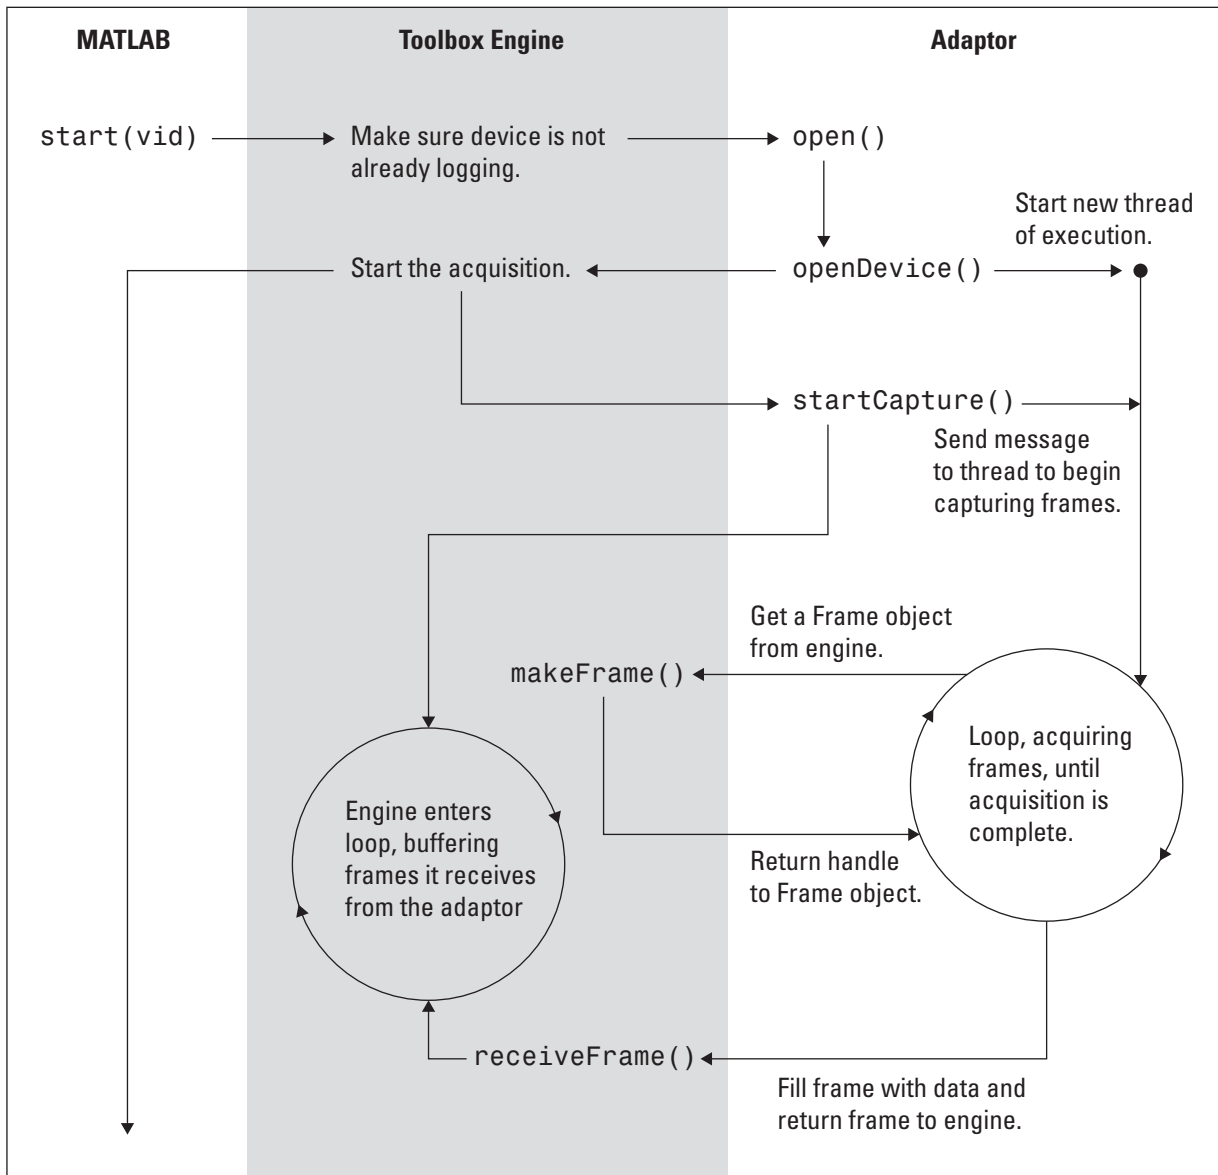 MATLAB
Toolbox Engine
Adaptor
start(vid)
Make sure device is not
already logging.
open()
Start new thread
of execution.
Start the acquisition.
openDevice()
startCapture()
Send message
to thread to begin
capturing frames.
Get a Frame object
from engine.
makeFrame()
Loop, acquiring
frames, until
acquisition is
complete.
Engine enters
loop, buffering
frames it receives
from the adaptor
Return handle
to Frame object.
receiveFrame()
Fill frame with data and
return frame to engine.